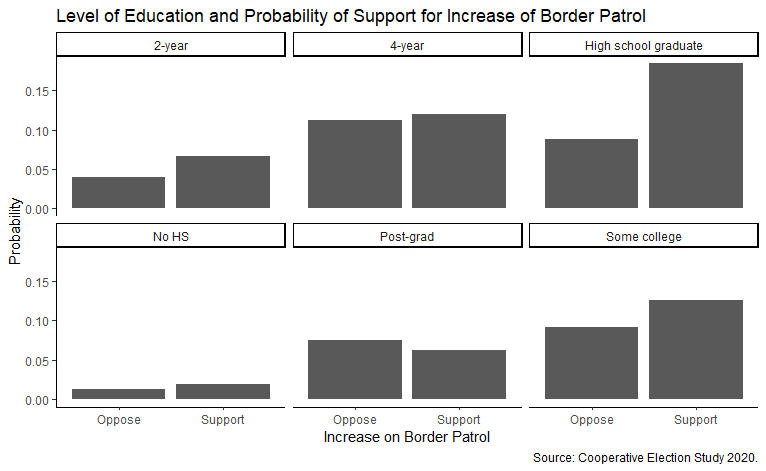 Level of Education and Probability of Support for Increase of Border Patrol
2-year
4-year
High school graduate
0.15
0.10
0.05
0.00
No HS
Post-grad
Some college
0.15
0.10
0.05
0.00
Probability
Oppose
Support
Oppose
Support
Oppose
Support
Increase on Border Patrol
Source: Cooperative Election Study 2020.